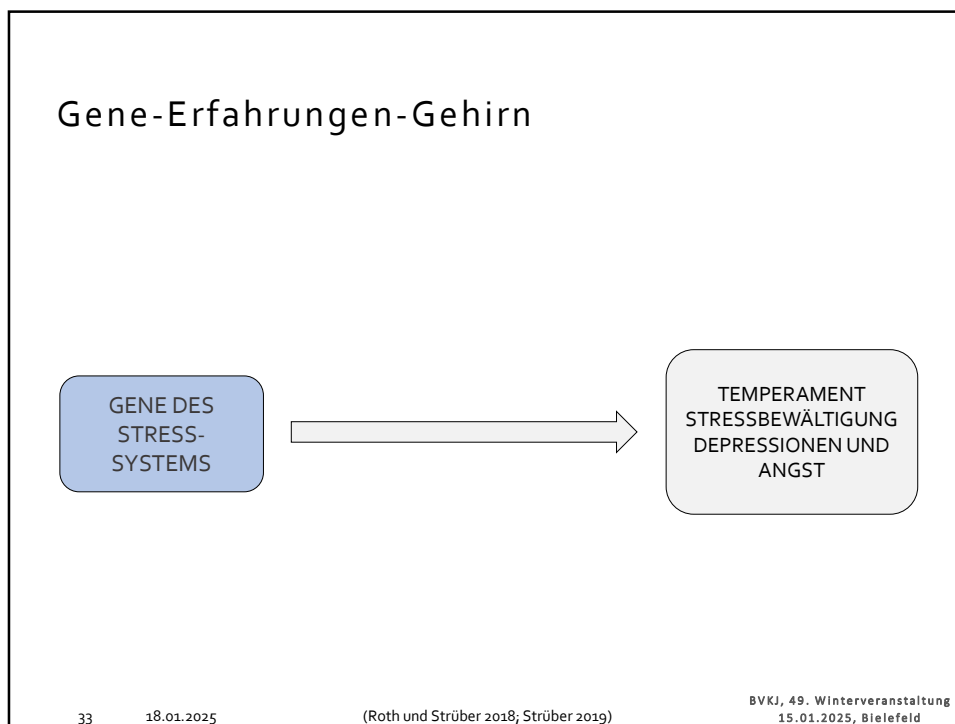 Gene-Erfahrungen-Gehirn
GENE DES
STRESS-
SYSTEMS
TEMPERAMENT
STRESSBEWÄLTIGUNG
DEPRESSIONEN UND
ANGST
33 18.01.2025 (Roth und Strüber 2018; Strüber 2019)
BVKJ, 49. Winterveranstaltung
15.01.2025, Bielefeld